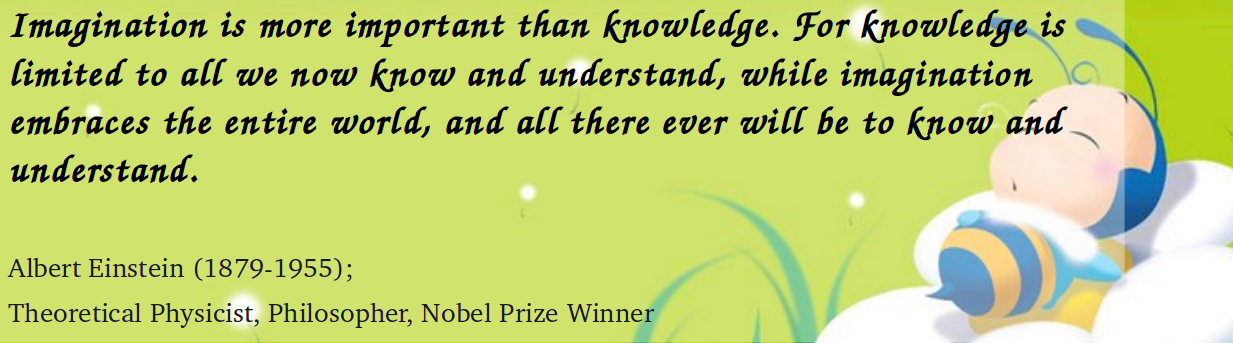 Imagination is more important than knowledge. For knowledge is
limited to all we now know and understand, while imagination
embraces the entire world, and all there ever will be to know and
understand.
Albert Einstein (1879-1955);
Theoretical Physicist, Philosopher, Nobel Prize Winner